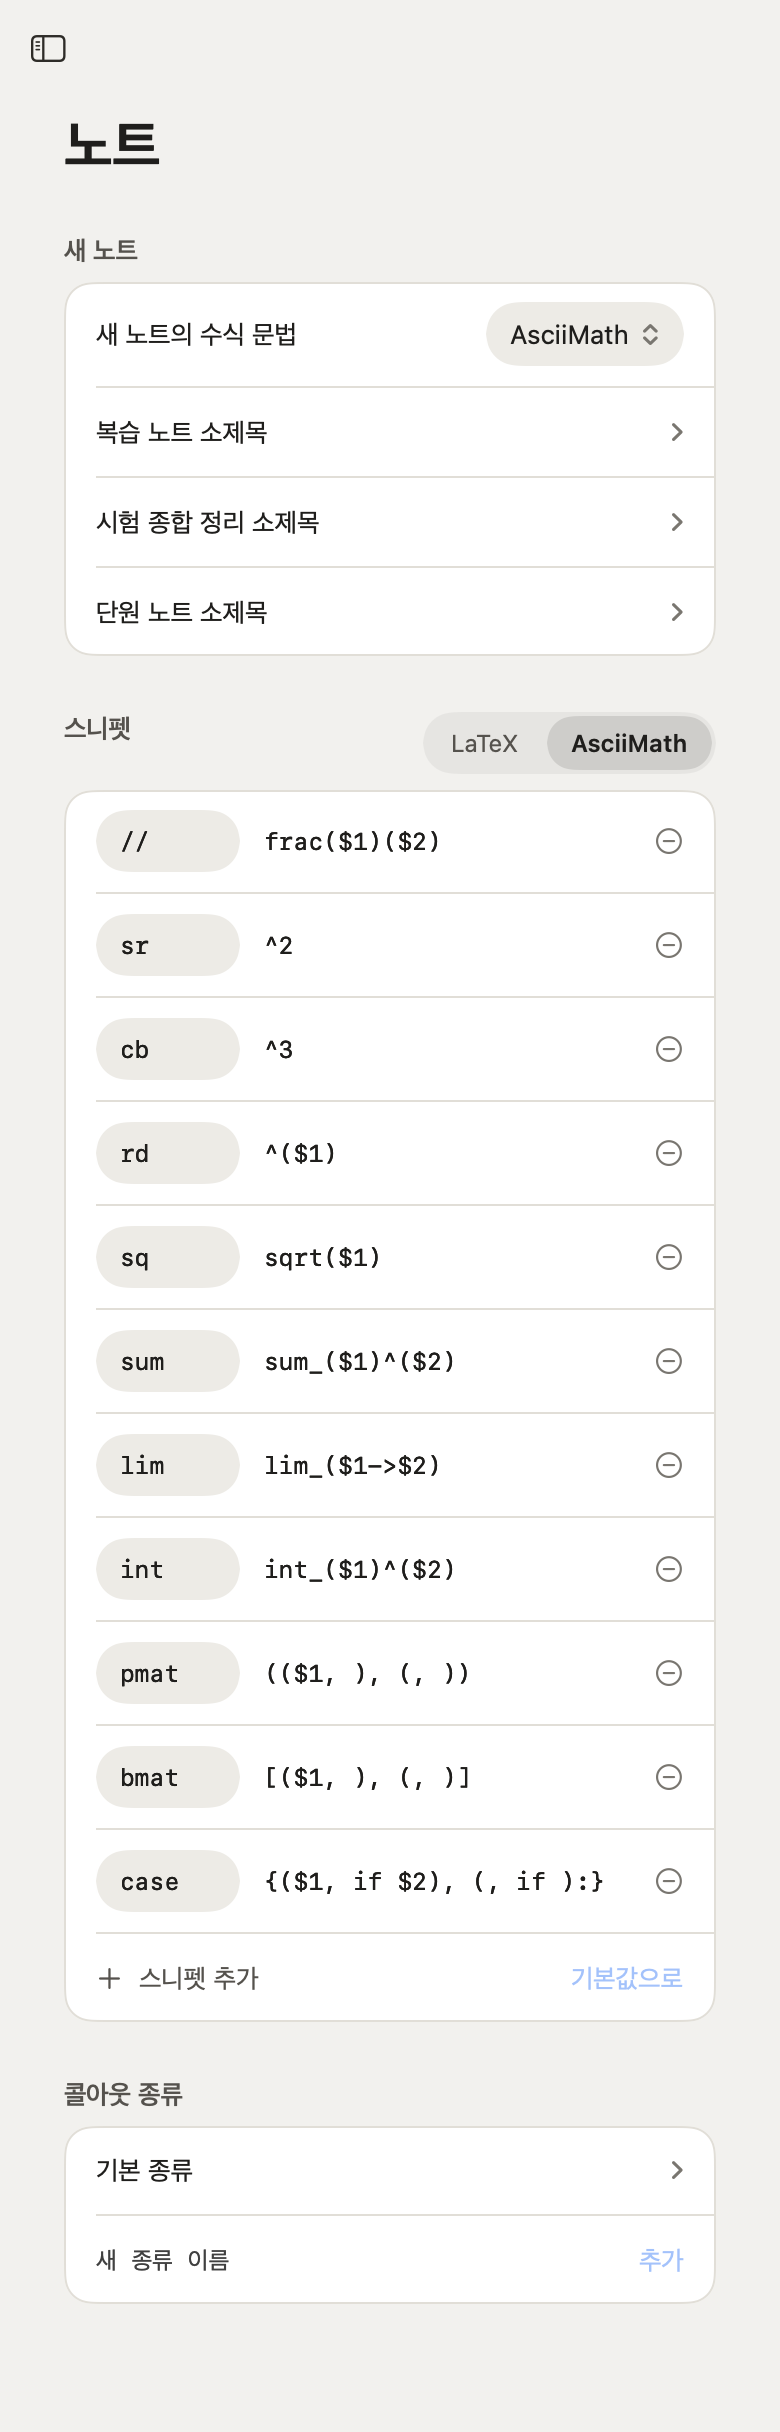 노트
새 노트
새 노트의 수식 문법 AsciiMath
복습 노트 소제목
시험 종합 정리 소제목
단원 노트 소제목
스니펫 LaTeX AsciiMath
// frac($1)($2)
sr ^2
cb ^3
rd ^($1)
sq sqrt($1)
sum sum_($1)^($2)
lim lim_($1->$2)
int int_($1)^($2)
pmat (($1, ), (, ))
bmat [($1, ), (, )]
case {($1, if $2), (, if ):}
+ 스니펫 추가 기본값으로
콜아웃 종류
기본 종류
새 종류 이름 추가